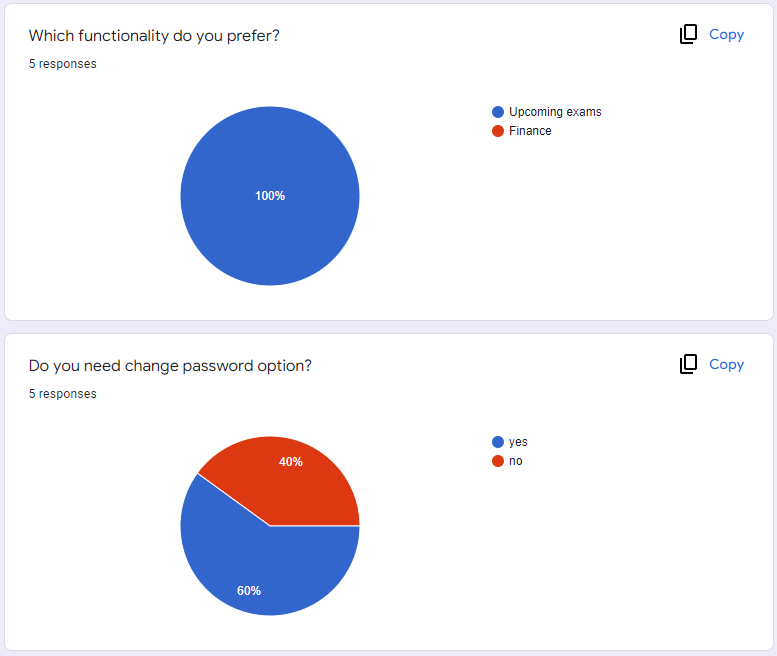 Which functionality do you prefer?
Copy
5 responses
Upcoming exams
Finance
100%
Do you need change password option?
Copy
5 responses
yes
no
40%
60%